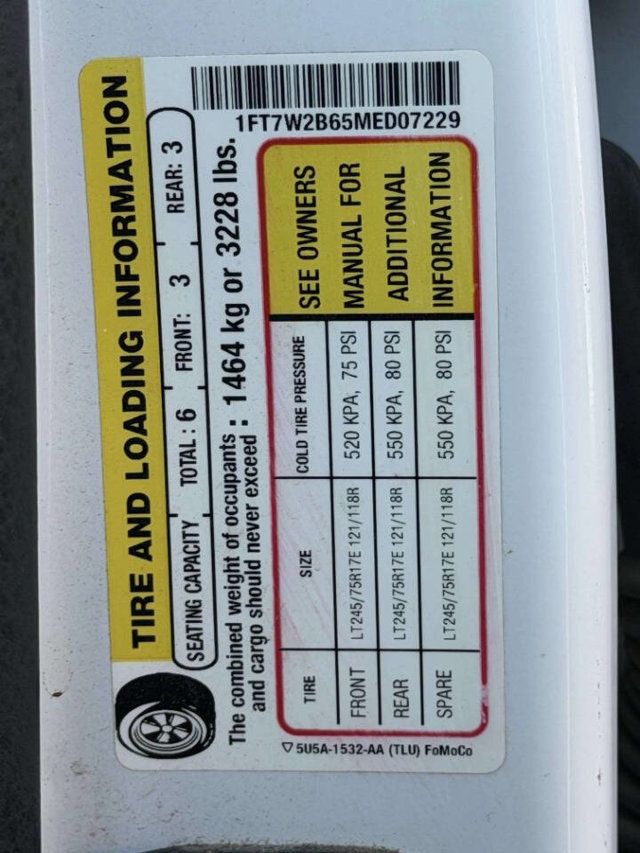 TIRE AND LOADING INFORMATION
SEATING CAPACITY TOTAL : 6 FRONT: 3 REAR: 3
The combined weight of occupants
and cargo should never exceed : 1464 kg or 3228 lbs.
1FT7W2B65MED07229
TIRE SIZE COLD TIRE PRESSURE
FRONT LT245/75R17E 121/118R 520 KPA, 75 PSI
REAR LT245/75R17E 121/118R 550 KPA, 80 PSI
SPARE LT245/75R17E 121/118R 550 KPA, 80 PSI
SEE OWNERS
MANUAL FOR
ADDITIONAL
INFORMATION
5U5A-1532-AA (TLU) FoMoCo